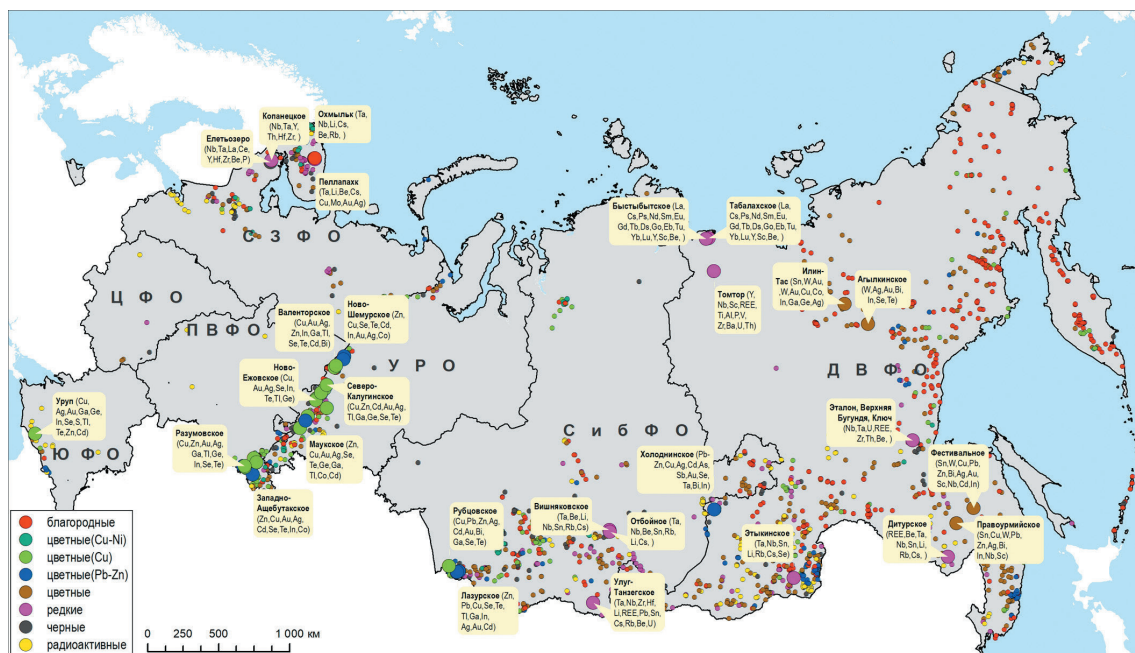 Копанецкое
(Nb,Ta,Y,
Th,Hf,Zr, )
Охмыльк (Ta,
Nb,Li,Cs,
Be,Rb, )
Елетьозеро
(Nb,Ta,La,Ce,
Y,Hf,Zr,Be,P)
Пеллапахк
(Ta,Li,Be,Cs,
Cu,Mo,Au,Ag)
СЗФО
ЦФО
ПВФО
УРО
ЮФО
СибФО
ДВФО
Быстыбытское (La,
Cs,Ps,Nd,Sm,Eu,
Gd,Tb,Ds,Go,Eb,Tu,
Yb,Lu,Y,Sc,Be, )
Табалахское (La,
Cs,Ps,Nd,Sm,Eu,
Gd,Tb,Ds,Go,Eb,Tu,
Yb,Lu,Y,Sc,Be, )
Томтор (Y,
Nb,Sc,REE,
Ti,Al,P,V,
Zr,Ba,U,Th)
Илин-
Тас (Sn,W,Au
,W,Au,Cu,Co,
In,Ga,Ge,Ag)
Агылкинское
(W,Ag,Au,Bi,
In,Se,Te)
Валенторское
(Cu,Au,Ag,
Zn,In,Ga,Tl,
Se,Te,Cd,Bi)
Ново-
Шемурское (Zn,
Cu,Se,Te,Cd,
In,Au,Ag,Co)
Ново-
Ежовское (Cu,
Au,Ag,Se,In,
Te,Tl,Ge)
Северо-
Калугинское
(Cu,Zn,Cd,Au,Ag,
Tl,Ga,Ge,Se,Te)
Уруп (Cu,
Ag,Au,Ga,Ge,
In,Se,S,Tl,
Te,Zn,Cd)
Разумовское
(Cu,Zn,Au,Ag,
Ga,Tl,Ge,
In,Se,Te)
Маукское (Zn,
Cu,Au,Ag,Se,
Te,Ge,Ga,
Tl,Co,Cd)
Западно-
Ащебутакское
(Zn,Cu,Au,Ag,
Cd,Se,Te,In,Co)
Рубцовское
(Cu,Pb,Zn,Ag,
Cd,Au,Bi,
Ga,Se,Te)
Вишняковское
(Ta,Be,Li,
Nb,Sn,Rb,Cs)
Отбойное (Ta,
Nb,Be,Sn,Rb,
Li,Cs, )
Холоднинское (Pb-
Zn,Cu,Ag,Cd,As,
Sb,Au,Se,
Ta,Bi,In)
Эталон, Верхняя
Бугундя, Ключ
(Nb,Ta,U,REE,
Zr,Th,Be, )
Фестивальное
(Sn,W,Cu,Pb,
Zn,Bi,Ag,Au,
Sc,Nb,Cd,In)
Этыкинское
(Ta,Nb,Sn,
Li,Rb,Cs,Se)
Дитурское
(REE,Be,Ta,
Nb,Sn,Li,
Rb,Cs, )
Правоурмийское
(Sn,Cu,W,Pb,
Zn,Ag,Bi,
In,Nb,Sc)
Лазурское (Zn,
Pb,Cu,Se,Te,
Tl,Ga,In,
Ag,Au,Cd)
Улуг-
Танзегское
(Ta,Nb,Zr,Hf,
Li,REE,Pb,Sn,
Cs,Rb,Be,U)
благородные
цветные(Cu-Ni)
цветные(Cu)
цветные(Pb-Zn)
цветные
редкие
черные
радиоактивные
0 250 500 1 000 км